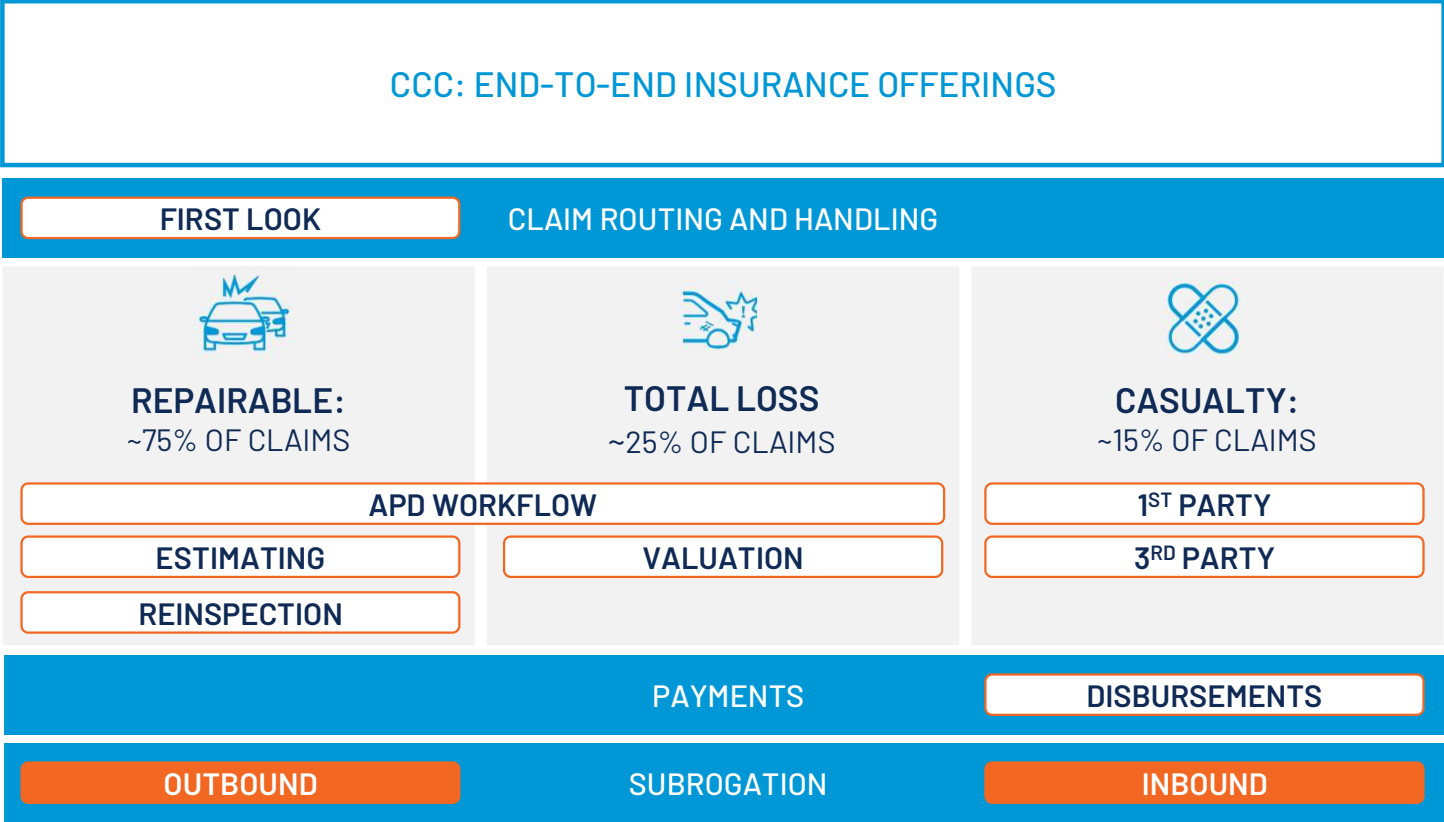 CCC: END-TO-END INSURANCE OFFERINGS
FIRST LOOK
CLAIM ROUTING AND HANDLING
REPAIRABLE:
~75% OF CLAIMS
TOTAL LOSS
~25% OF CLAIMS
CASUALTY:
~15% OF CLAIMS
APD WORKFLOW
1ST PARTY
ESTIMATING
VALUATION
3RD PARTY
REINSPECTION
PAYMENTS
DISBURSEMENTS
OUTBOUND
SUBROGATION
INBOUND